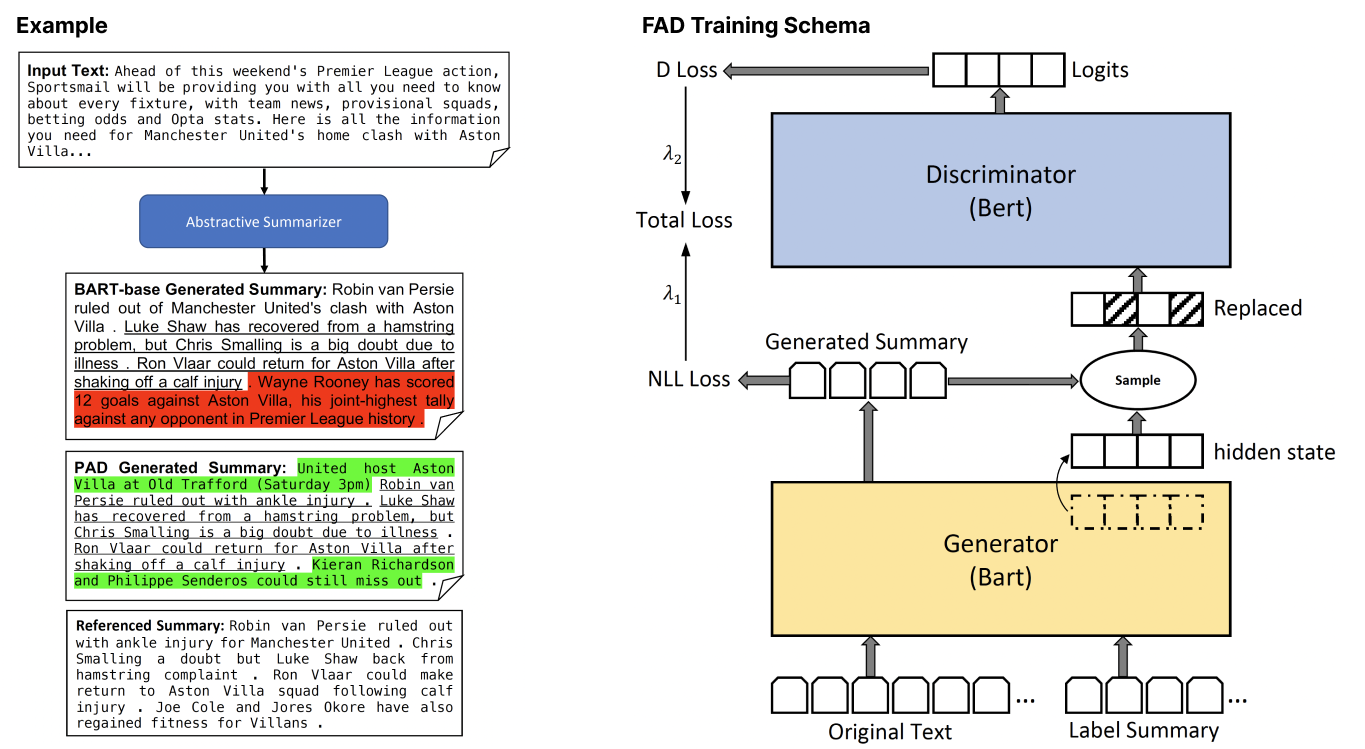 Example
Input Text: Ahead of this weekend's Premier League action,
Sportsmail will be providing you with all you need to know
about every fixture, with team news, provisional squads,
betting odds and Opta stats. Here is all the information
you need for Manchester United's home clash with Aston
Villa...
Abstractive Summarizer
BART-base Generated Summary: Robin van Persie
ruled out of Manchester United's clash with Aston
Villa . Luke Shaw has recovered from a hamstring
problem, but Chris Smalling is a big doubt due to
illness . Ron Vlaar could return for Aston Villa after
shaking off a calf injury . Wayne Rooney has scored
12 goals against Aston Villa, his joint-highest tally
against any opponent in Premier League history .
PAD Generated Summary: United host Aston
Villa at Old Trafford (Saturday 3pm) Robin van
Persie ruled out with ankle injury . Luke Shaw
has recovered from a hamstring problem, but
Chris Smalling is a big doubt due to illness .
Ron Vlaar could return for Aston Villa after
shaking off a calf injury . Kieran Richardson
and Philippe Senderos could still miss out .
Referenced Summary: Robin van Persie ruled out
with ankle injury for Manchester United . Chris
Smalling a doubt but Luke Shaw back from
hamstring complaint . Ron Vlaar could make
return to Aston Villa squad following calf
injury . Joe Cole and Jores Okore have also
regained fitness for Villans .
FAD Training Schema
D Loss
Logits
λ2
Discriminator
(Bert)
Total Loss
λ1
Replaced
Generated Summary
NLL Loss
Sample
hidden state
Generator
(Bart)
...
...
Original Text
Label Summary